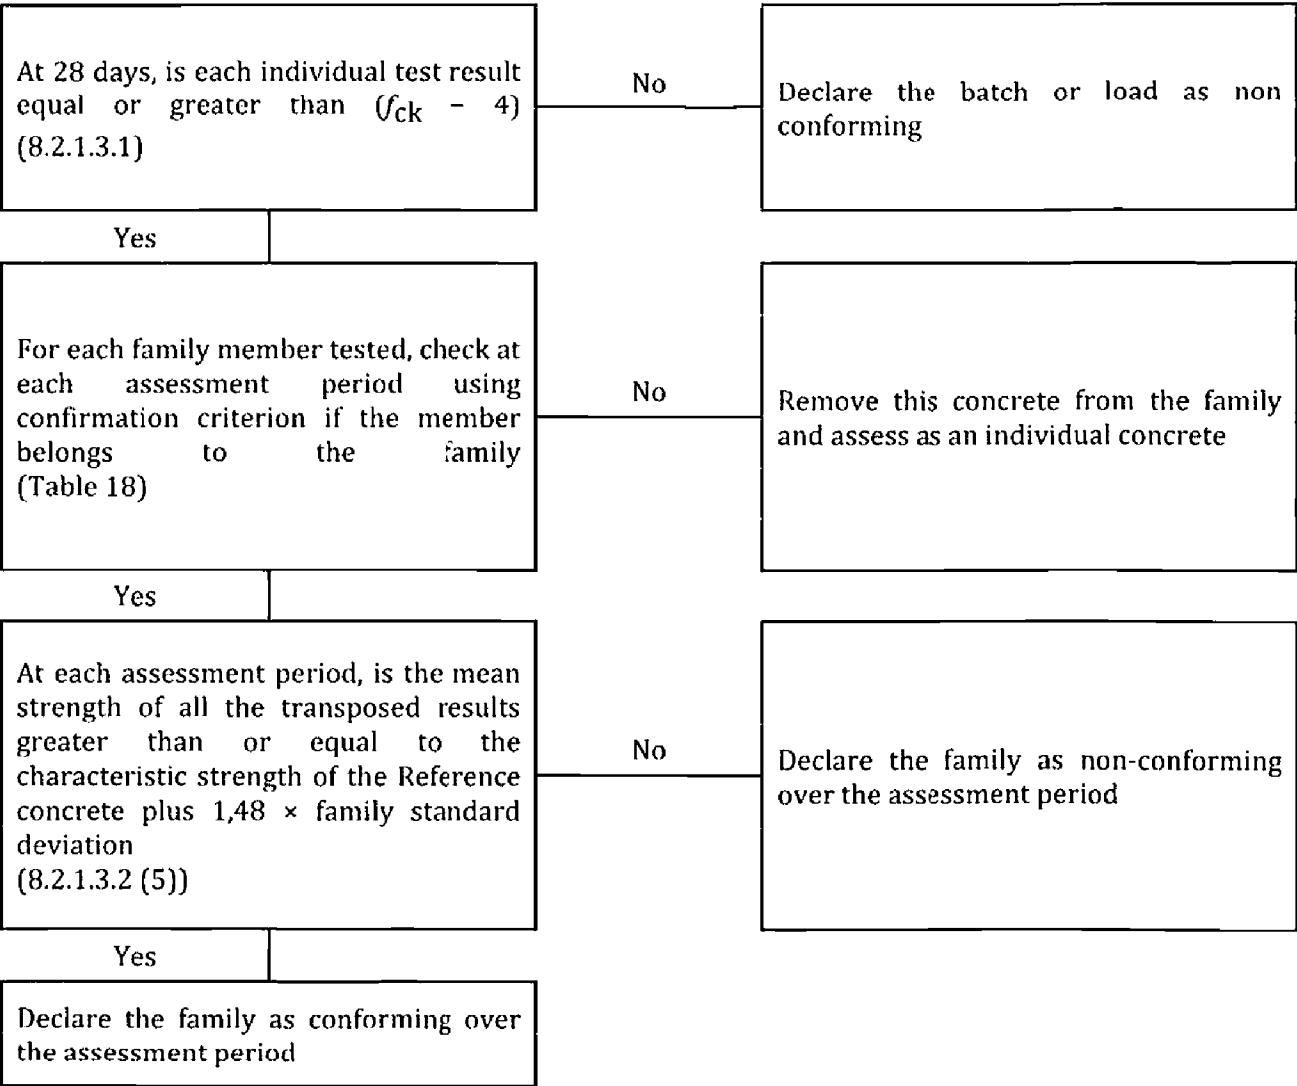 At 28 days, is each individual test result
equal or greater than (fck – 4)
(8.2.1.3.1)
No
Declare the batch or load as non
conforming
Yes
For each family member tested, check at
each assessment period using
confirmation criterion if the member
belongs to the family
(Table 18)
No
Remove this concrete from the family
and assess as an individual concrete
Yes
At each assessment period, is the mean
strength of all the transposed results
greater than or equal to the
characteristic strength of the Reference
concrete plus 1,48 × family standard
deviation
(8.2.1.3.2 (5))
No
Declare the family as non-conforming
over the assessment period
Yes
Declare the family as conforming over
the assessment period